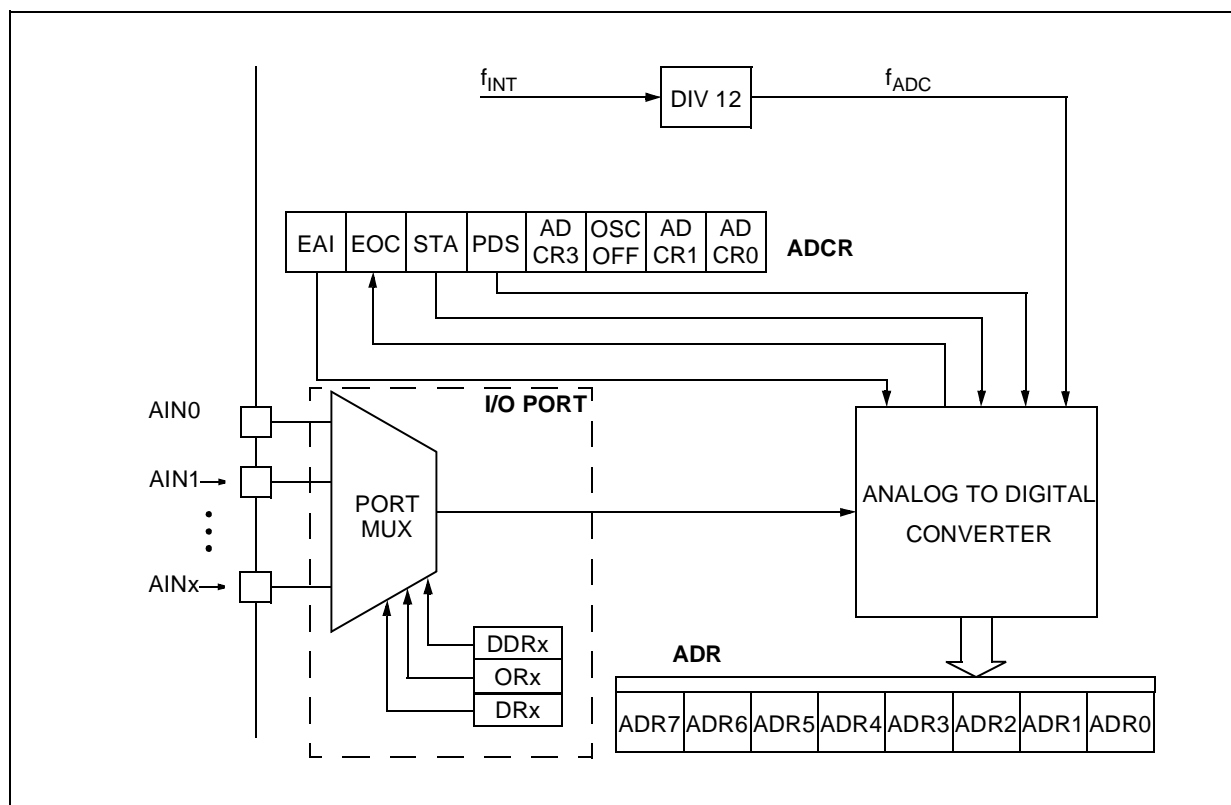 fINT
DIV 12
fADC
EAI EOC STA PDS AD CR3 OSC OFF AD CR1 AD CR0
ADCR
I/O PORT
AIN0
AIN1
AINx
PORT
MUX
ANALOG TO DIGITAL
CONVERTER
DDRx
ORx
DRx
ADR
ADR7 ADR6 ADR5 ADR4 ADR3 ADR2 ADR1 ADR0